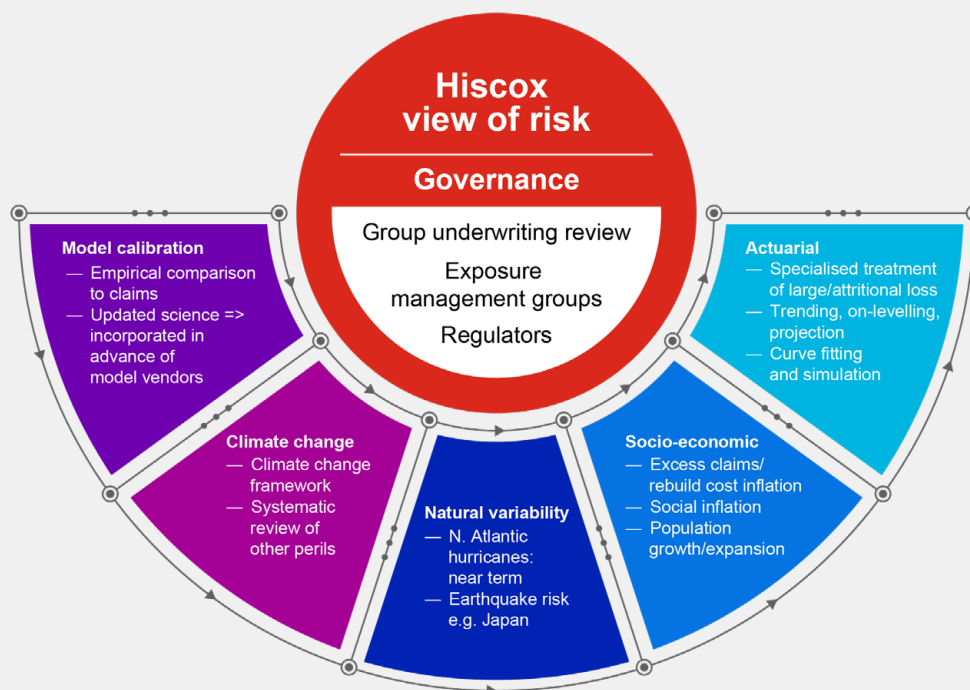 Hiscox
view of risk
Governance
Group underwriting review
Exposure
management groups
Regulators
Model calibration
— Empirical comparison
to claims
— Updated science =>
incorporated in
advance of
model vendors
Climate change
— Climate change
framework
— Systematic
review of
other perils
Natural variability
— N. Atlantic
hurricanes:
near term
— Earthquake risk
e.g. Japan
Socio-economic
— Excess claims/
rebuild cost inflation
— Social inflation
— Population
growth/expansion
Actuarial
— Specialised treatment
of large/attritional loss
— Trending, on-levelling,
projection
— Curve fitting
and simulation